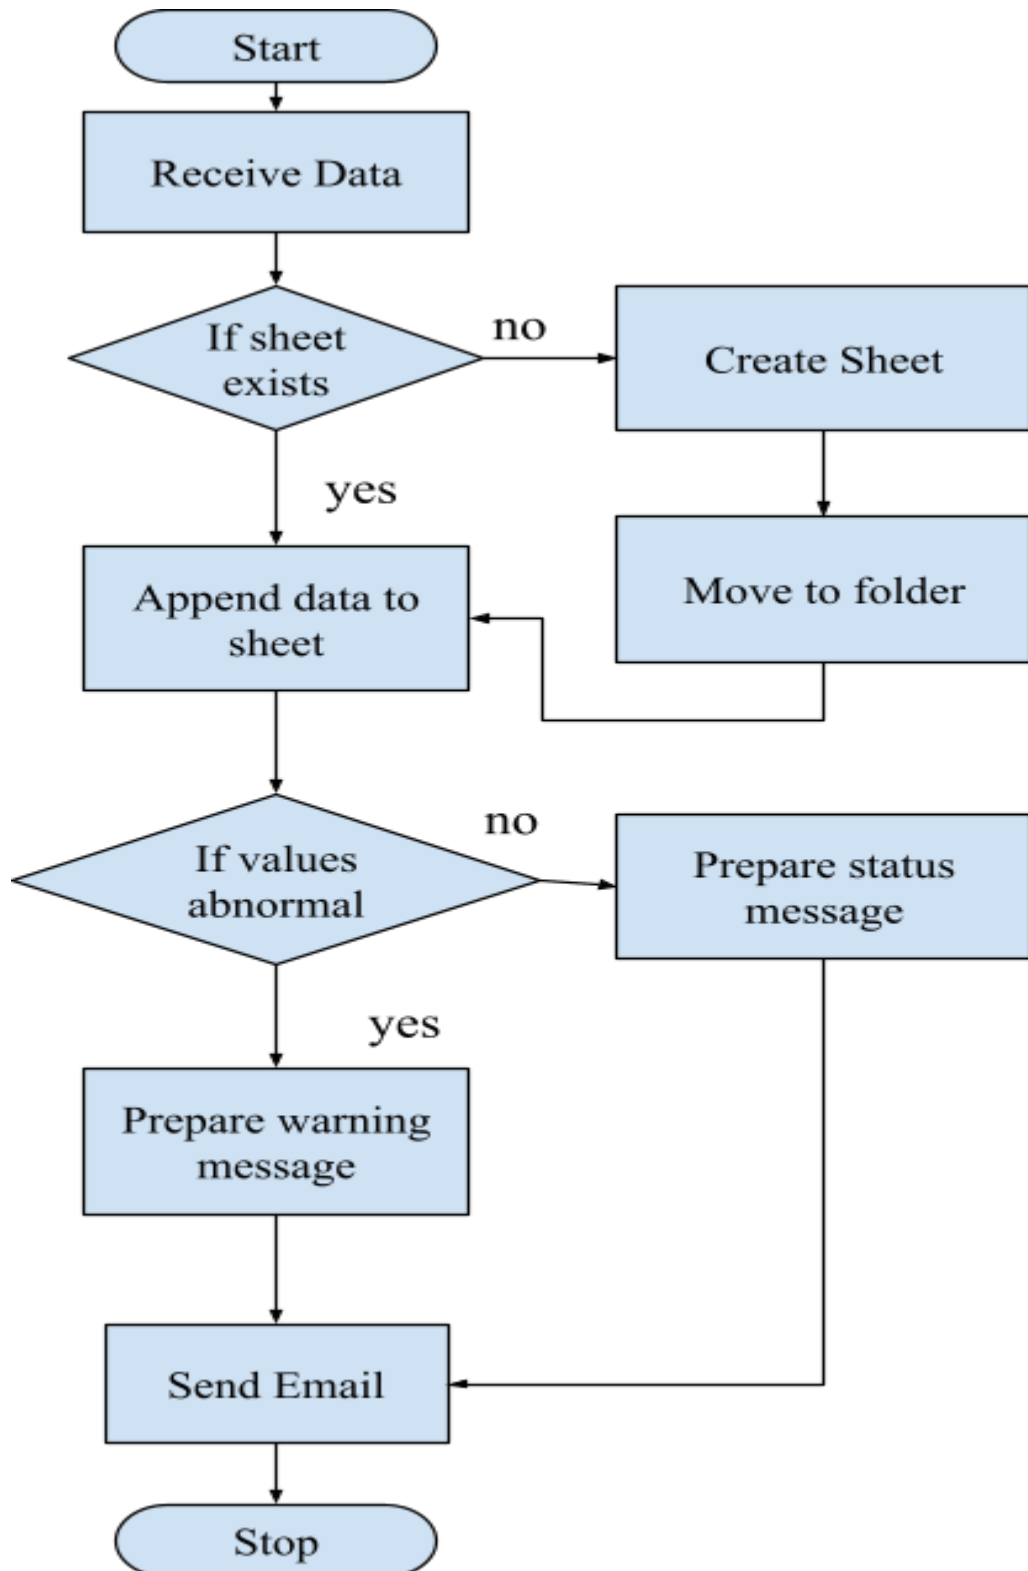 Start
Receive Data
If sheet
exists
no
Create Sheet
yes
Move to folder
Append data to
sheet
If values
abnormal
no
Prepare status
message
yes
Prepare warning
message
Send Email
Stop